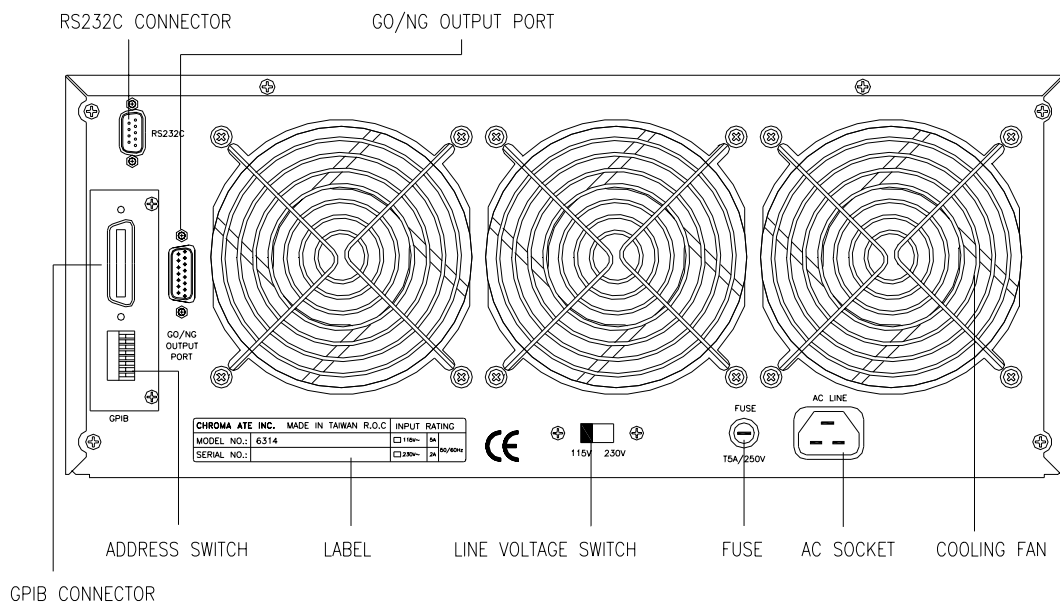 RS232C CONNECTOR
GO/NG OUTPUT PORT
RS232C
GO/NG
OUTPUT
PORT
GPIB
CHROMA ATE INC. MADE IN TAIWAN R.O.C INPUT RATING
MODEL NO.: 6314 115V~ 5A
SERIAL NO.: 230V~ 2A 50/60Hz
CE
115V 230V
FUSE
T5A/250V
AC LINE
ADDRESS SWITCH
LABEL
LINE VOLTAGE SWITCH
FUSE
AC SOCKET
COOLING FAN
GPIB CONNECTOR